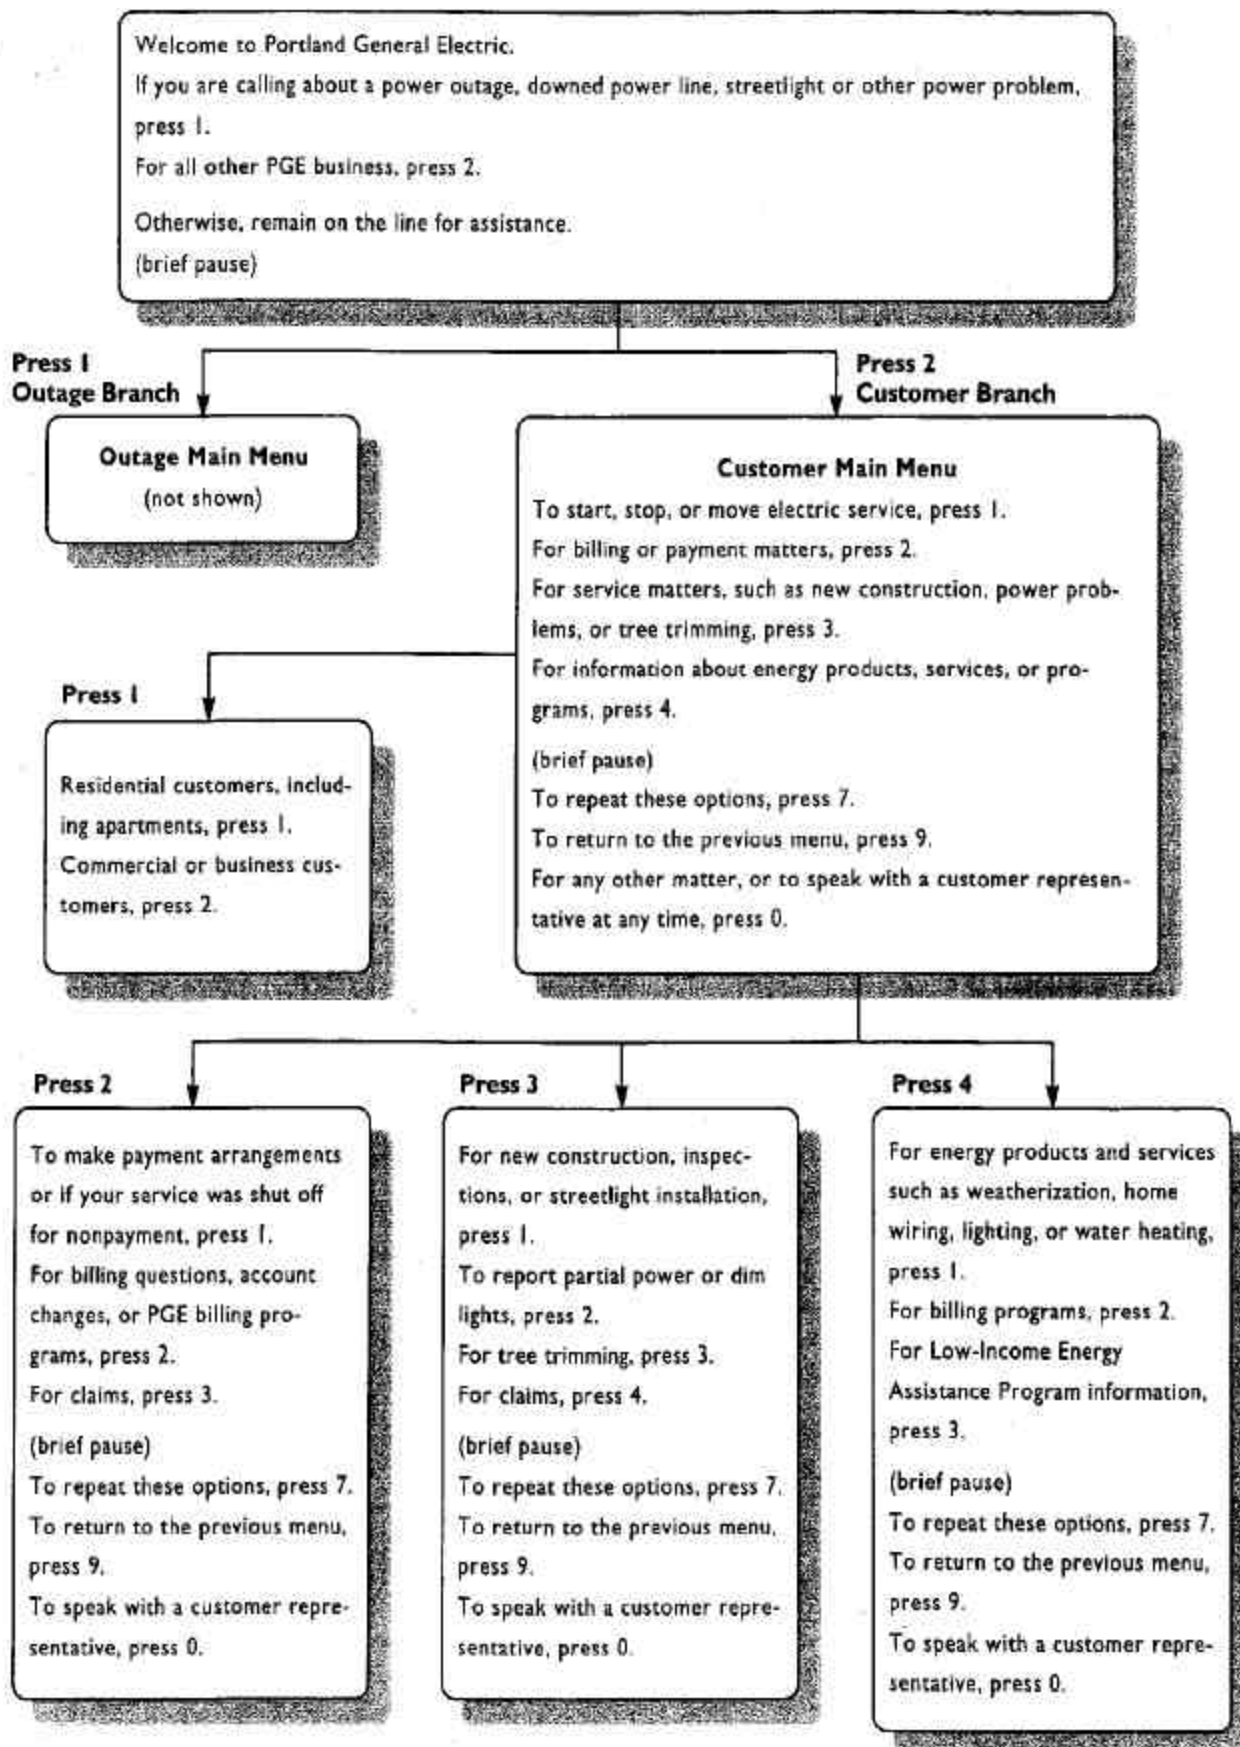 Welcome to Portland General Electric.
If you are calling about a power outage, downed power line, streetlight or other power problem,
press 1.
For all other PGE business, press 2.
Otherwise, remain on the line for assistance.
(brief pause)
Press 1
Outage Branch
Press 2
Customer Branch
Outage Main Menu
(not shown)
Customer Main Menu
To start, stop, or move electric service, press 1.
For billing or payment matters, press 2.
For service matters, such as new construction, power prob-
lems, or tree trimming, press 3.
For information about energy products, services, or pro-
grams, press 4.
(brief pause)
To repeat these options, press 7.
To return to the previous menu, press 9.
For any other matter, or to speak with a customer represen-
tative at any time, press 0.
Press 1
Residential customers, includ-
ing apartments, press 1.
Commercial or business cus-
tomers, press 2.
Press 2
To make payment arrangements
or if your service was shut off
for nonpayment, press 1.
For billing questions, account
changes, or PGE billing pro-
grams, press 2.
For claims, press 3.
(brief pause)
To repeat these options, press 7.
To return to the previous menu,
press 9.
To speak with a customer repre-
sentative, press 0.
Press 3
For new construction, inspec-
tions, or streetlight installation,
press 1.
To report partial power or dim
lights, press 2.
For tree trimming, press 3.
For claims, press 4.
(brief pause)
To repeat these options, press 7.
To return to the previous menu,
press 9.
To speak with a customer repre-
sentative, press 0.
Press 4
For energy products and services
such as weatherization, home
wiring, lighting, or water heating,
press 1.
For billing programs, press 2.
For Low-Income Energy
Assistance Program information,
press 3.
(brief pause)
To repeat these options, press 7.
To return to the previous menu,
press 9.
To speak with a customer repre-
sentative, press 0.